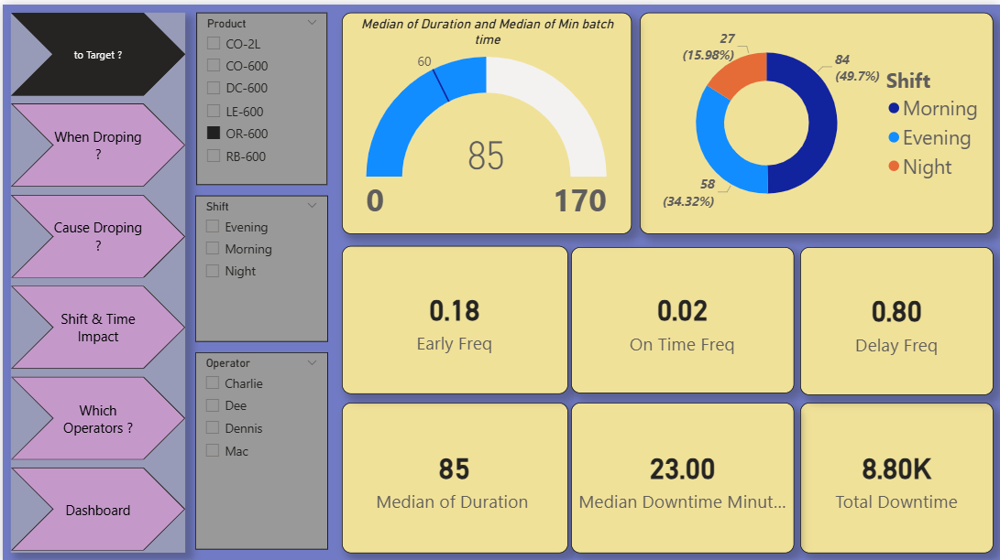 to Target ?
When Droping
?
Cause Droping
?
Shift & Time
Impact
Which
Operators ?
Dashboard
Product
CO-2L
CO-600
DC-600
LE-600
OR-600
RB-600
Shift
Evening
Morning
Night
Operator
Charlie
Dee
Dennis
Mac
Median of Duration and Median of Min batch
time
60
85
0
170
27
(15.98%)
84
(49.7%)
58
(34.32%)
Shift
Morning
Evening
Night
0.18
Early Freq
0.02
On Time Freq
0.80
Delay Freq
85
Median of Duration
23.00
Median Downtime Minut...
8.80K
Total Downtime